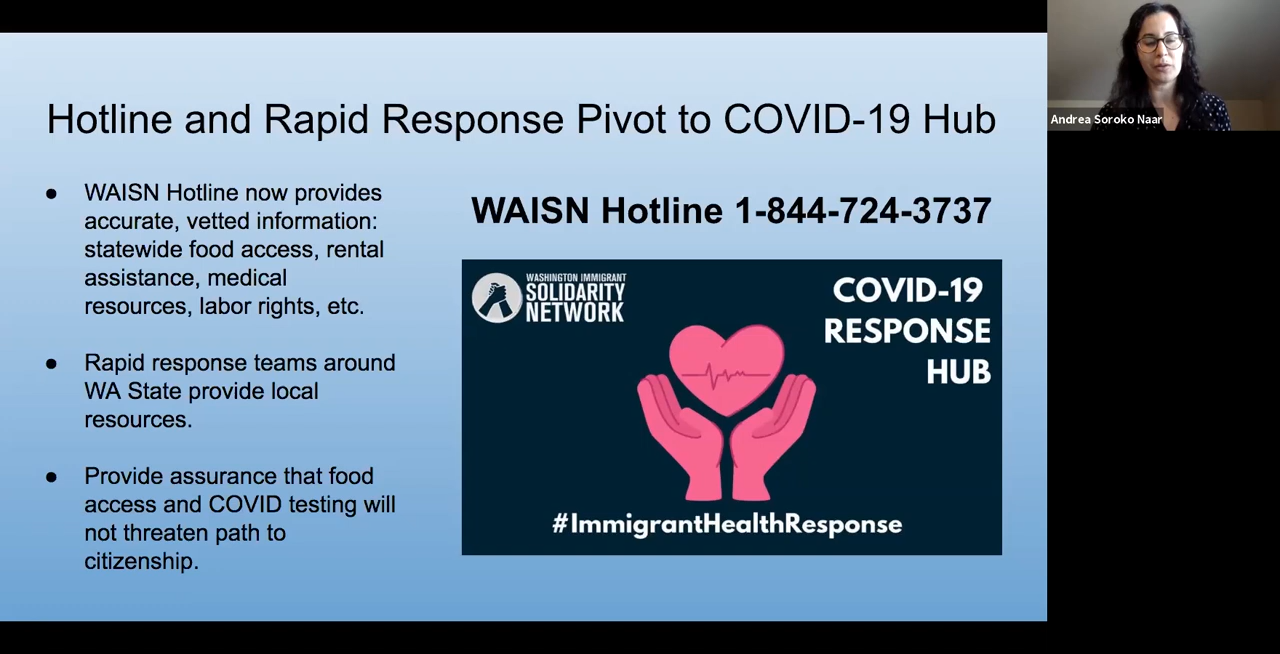 Hotline and Rapid Response Pivot to COVID-19 Hub
● WAISN Hotline now provides
accurate, vetted information:
statewide food access, rental
assistance, medical
resources, labor rights, etc.
● Rapid response teams around
WA State provide local
resources.
● Provide assurance that food
access and COVID testing will
not threaten path to
citizenship.
WAISN Hotline 1-844-724-3737
WASHINGTON IMMIGRANT
SOLIDARITY
NETWORK
COVID-19
RESPONSE
HUB
#ImmigrantHealthResponse
Andrea Soroko Naar